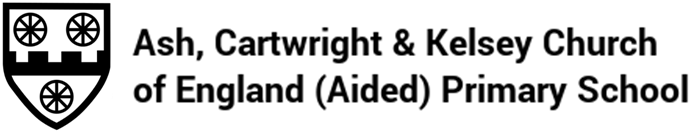 Ash, Cartwright & Kelsey Church
of England (Aided) Primary School